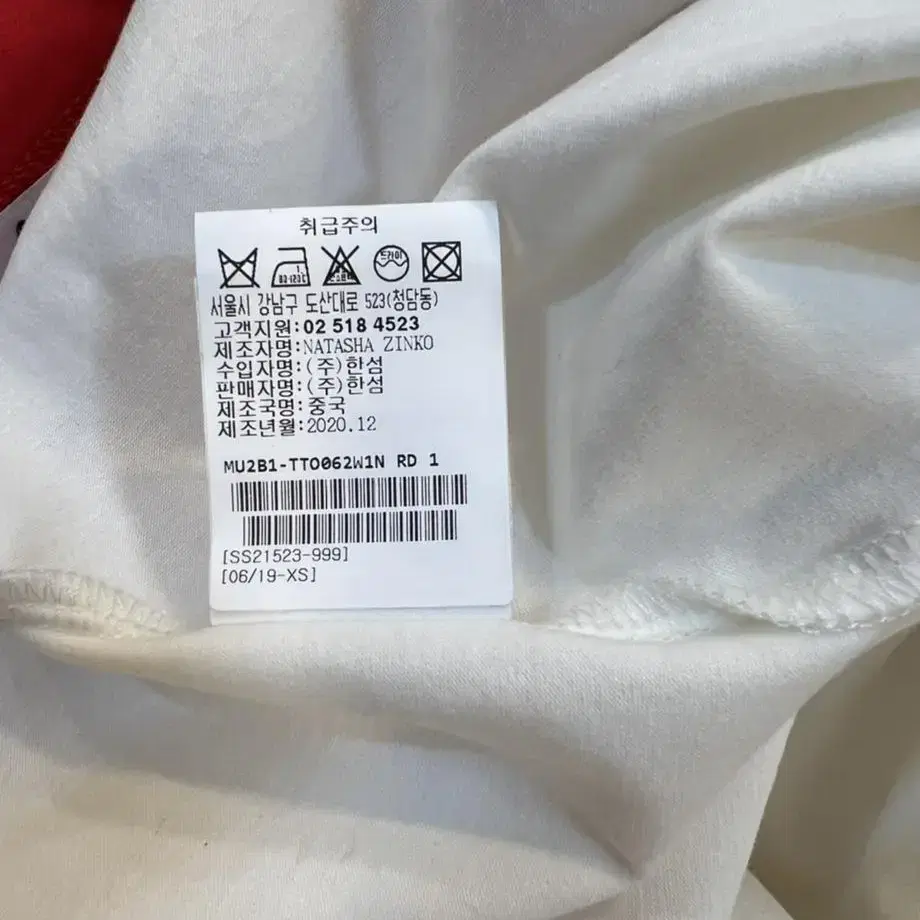 취급주의
드라이
서울시 강남구 도산대로 523(청담동)
고객지원:02 518 4523
제조자명:NATASHA ZINKO
수입자명:(주)한섬
판매자명:(주)한섬
제조국명:중국
제조년월:2020.12
MU2B1-TTO062W1N RD 1
[SS21523-999]
[06/19-XS]